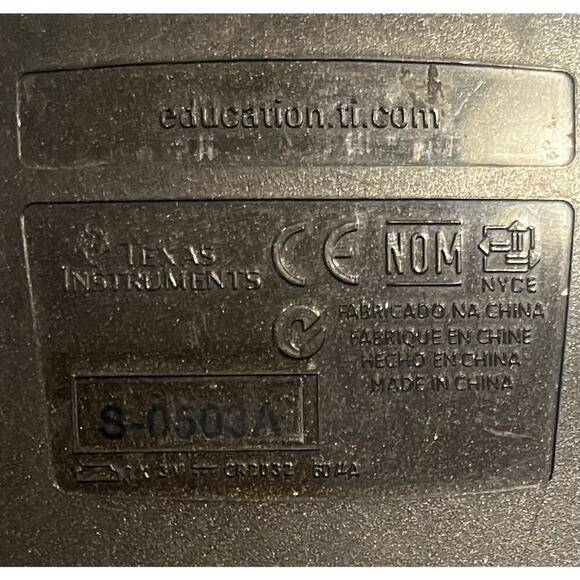 education.ti.com
TEXAS
INSTRUMENTS
CE
NOM
NYCE
FABRICADO NA CHINA
FABRIQUE EN CHINE
HECHO EN CHINA
MADE IN CHINA
S-0503A
CR2032